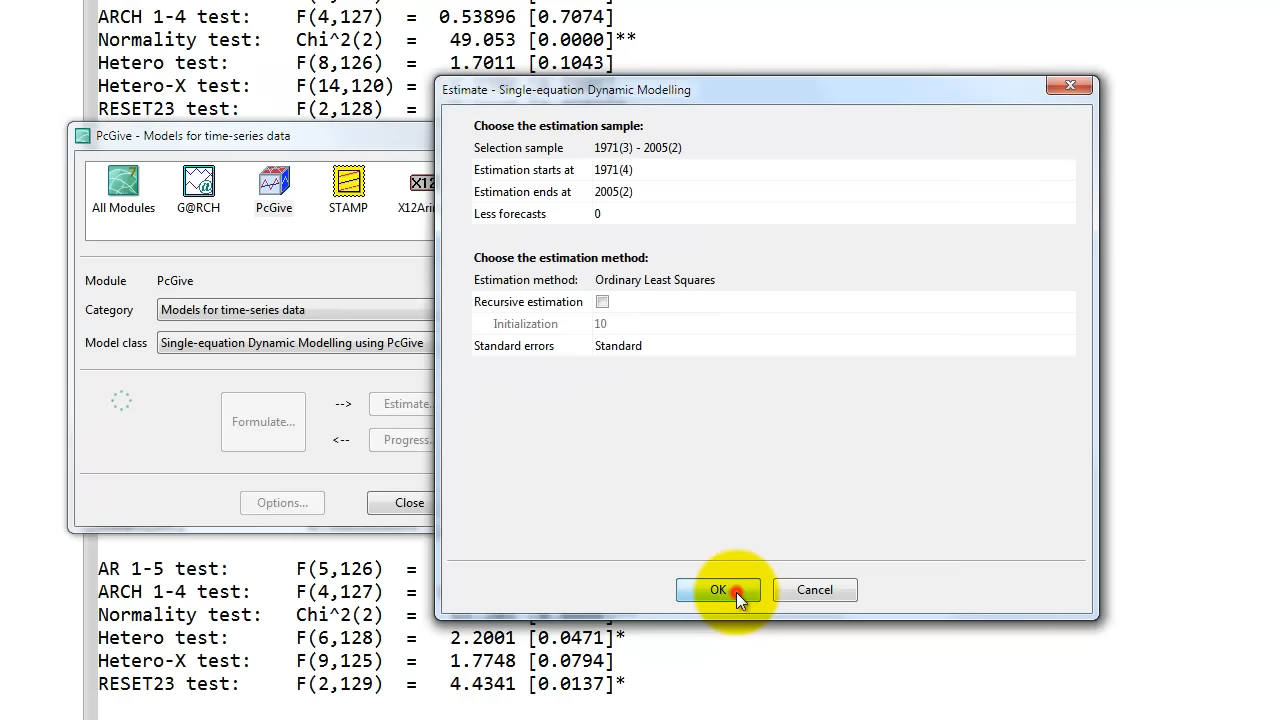 ARCH 1-4 test: F(4,127) = 0.53896 [0.7074]
Normality test: Chi^2(2) = 49.053 [0.0000]**
Hetero test: F(8,126) = 1.7011 [0.1043]
Hetero-X test: F(14,120) =
RESET23 test: F(2,128) =
Estimate - Single-equation Dynamic Modelling
Choose the estimation sample:
Selection sample 1971(3) - 2005(2)
Estimation starts at 1971(4)
Estimation ends at 2005(2)
Less forecasts 0
Choose the estimation method:
Estimation method: Ordinary Least Squares
Recursive estimation
Initialization 10
Standard errors Standard
OK Cancel
PcGive - Models for time-series data
All Modules G@RCH PcGive STAMP X12Arin
X12
Module PcGive
Category Models for time-series data
Model class Single-equation Dynamic Modelling using PcGive
Formulate... --> Estimate..
<-- Progress..
Options... Close
AR 1-5 test: F(5,126) =
ARCH 1-4 test: F(4,127) =
Normality test: Chi^2(2) =
Hetero test: F(6,128) = 2.2001 [0.0471]*
Hetero-X test: F(9,125) = 1.7748 [0.0794]
RESET23 test: F(2,129) = 4.4341 [0.0137]*